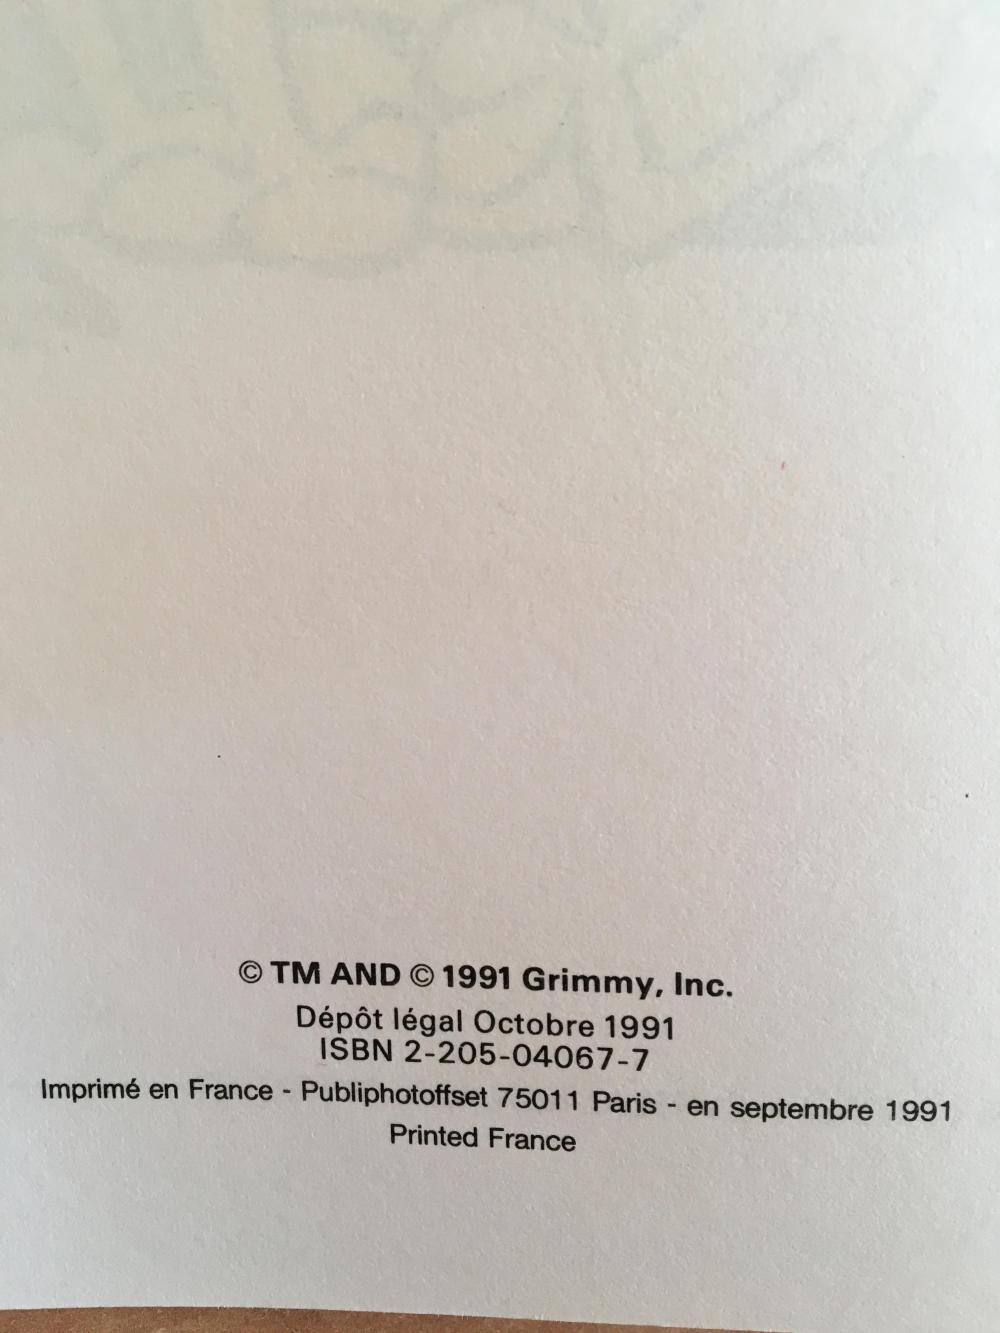 © TM AND © 1991 Grimmy, Inc.
Dépôt légal Octobre 1991
ISBN 2-205-04067-7
Imprimé en France - Publiphotoffset 75011 Paris - en septembre 1991
Printed France